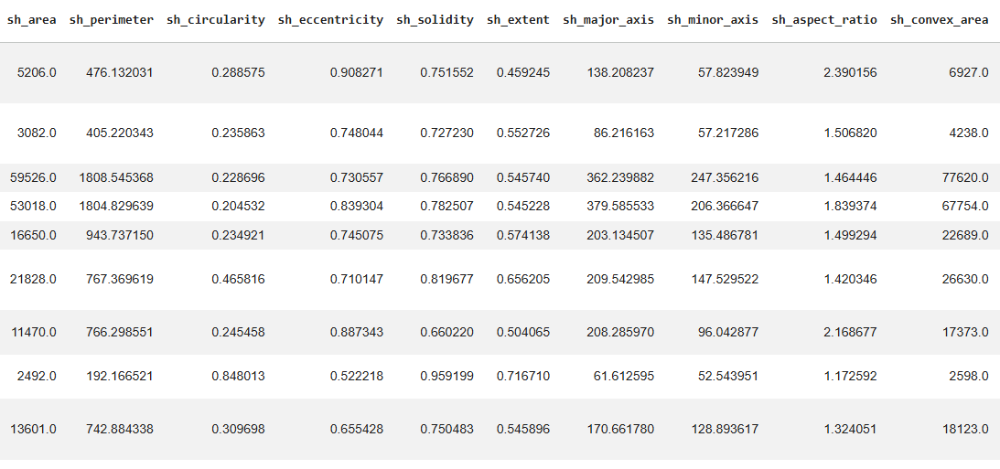 sh_area sh_perimeter sh_circularity sh_eccentricity sh_solidity sh_extent sh_major_axis sh_minor_axis sh_aspect_ratio sh_convex_area
5206.0 476.132031 0.288575 0.908271 0.751552 0.459245 138.208237 57.823949 2.390156 6927.0
3082.0 405.220343 0.235863 0.748044 0.727230 0.552726 86.216163 57.217286 1.506820 4238.0
59526.0 1808.545368 0.228696 0.730557 0.766890 0.545740 362.239882 247.356216 1.464446 77620.0
53018.0 1804.829639 0.204532 0.839304 0.782507 0.545228 379.585533 206.366647 1.839374 67754.0
16650.0 943.737150 0.234921 0.745075 0.733836 0.574138 203.134507 135.486781 1.499294 22689.0
21828.0 767.369619 0.465816 0.710147 0.819677 0.656205 209.542985 147.529522 1.420346 26630.0
11470.0 766.298551 0.245458 0.887343 0.660220 0.504065 208.285970 96.042877 2.168677 17373.0
2492.0 192.166521 0.848013 0.522218 0.959199 0.716710 61.612595 52.543951 1.172592 2598.0
13601.0 742.884338 0.309698 0.655428 0.750483 0.545896 170.661780 128.893617 1.324051 18123.0